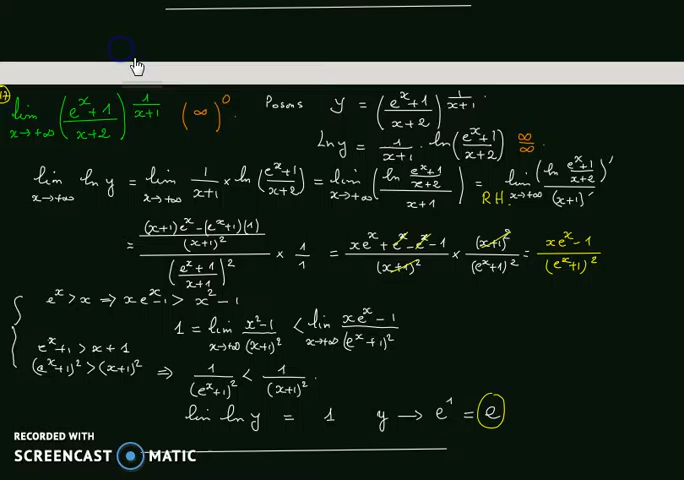 17) lim x→+∞ ((e^x+1)/(x+2))^(1/(x+1)) (∞)^0 Posons y = ((e^x+1)/(x+2))^(1/(x+1)).
Ln y = 1/(x+1) · ln((e^x+1)/(x+2)) ∞/∞
lim x→+∞ ln y = lim x→+∞ 1/(x+1) × ln((e^x+1)/(x+2)) = lim x→+∞ (ln (e^x+1)/(x+2))/(x+1) = R.H. lim x→+∞ (ln (e^x+1)/(x+2))'/(x+1)'
= (((x+1)e^x-(e^x+1)(1))/(x+1)^2)/((e^x+1)/(x+1))^2 × 1/1 = (xe^x+e^x-e^x-1)/(x+1)^2 × (x+1)^2/(e^x+1)^2 = (xe^x-1)/(e^x+1)^2
e^x > x ⇒ x e^x-1 > x^2-1
1 = lim x→+∞ (x^2-1)/(x+1)^2 < lim x→+∞ (xe^x-1)/(e^x+1)^2
e^x+1 > x+1
(e^x+1)^2 > (x+1)^2 ⇒ 1/(e^x+1)^2 < 1/(x+1)^2.
lim ln y = 1 y → e^1 = e
RECORDED WITH
SCREENCAST MATIC